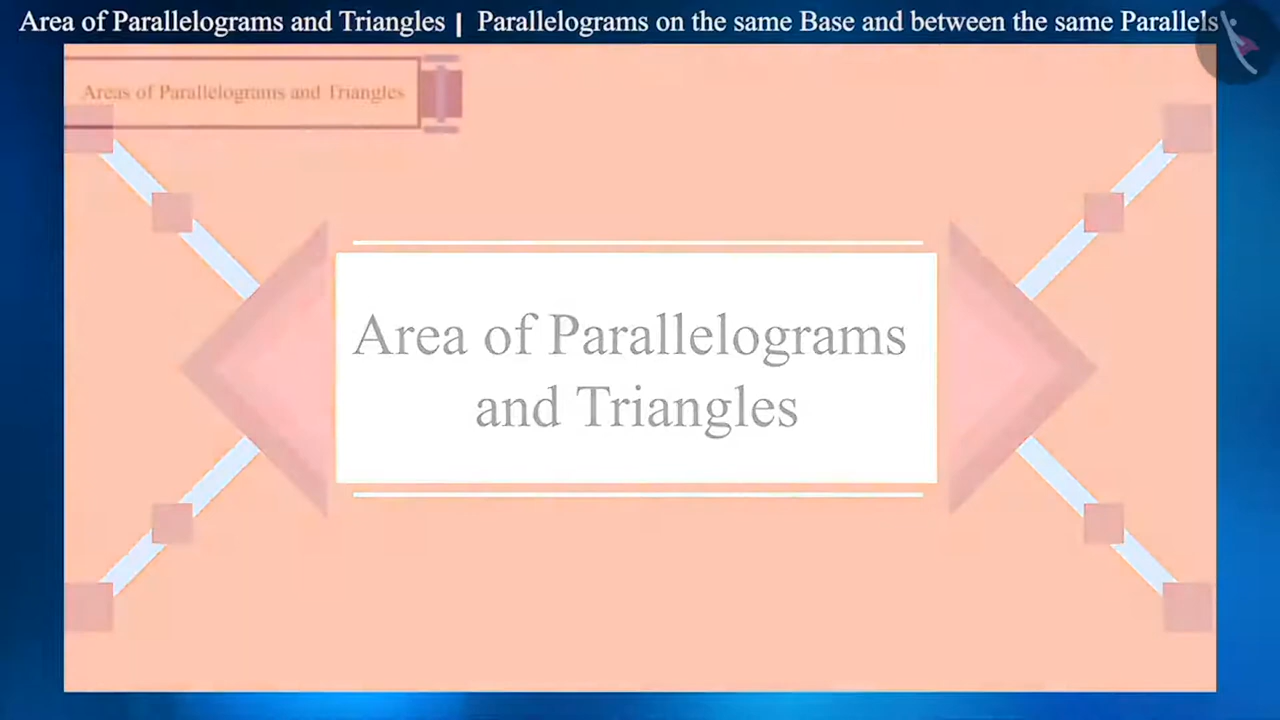 Area of Parallelograms and Triangles | Parallelograms on the same Base and between the same Parallels
Areas of Parallelograms and Triangles
Area of Parallelograms
and Triangles